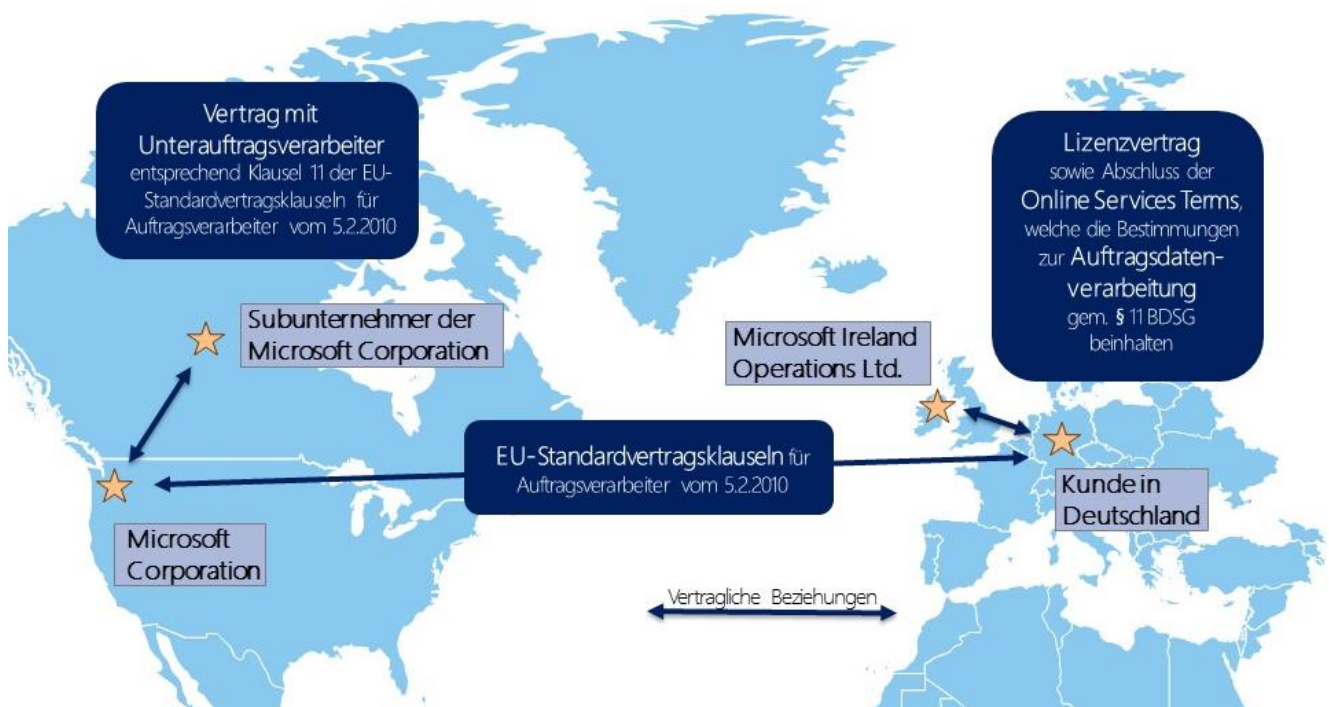 Vertrag mit
Unterauftragsverarbeiter
entsprechend Klausel 11 der EU-
Standardvertragsklauseln für
Auftragsverarbeiter vom 5.2.2010
Lizenzvertrag
sowie Abschluss der
Online Services Terms,
welche die Bestimmungen
zur Auftragsdaten-
verarbeitung
gem. § 11 BDSG
beinhalten
Subunternehmer der
Microsoft Corporation
Microsoft Ireland
Operations Ltd.
EU-Standardvertragsklauseln für
Auftragsverarbeiter vom 5.2.2010
Kunde in
Deutschland
Microsoft
Corporation
Vertragliche Beziehungen